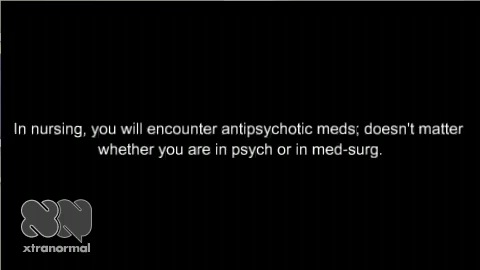 In nursing, you will encounter antipsychotic meds; doesn't matter
whether you are in psych or in med-surg.
xtranormal